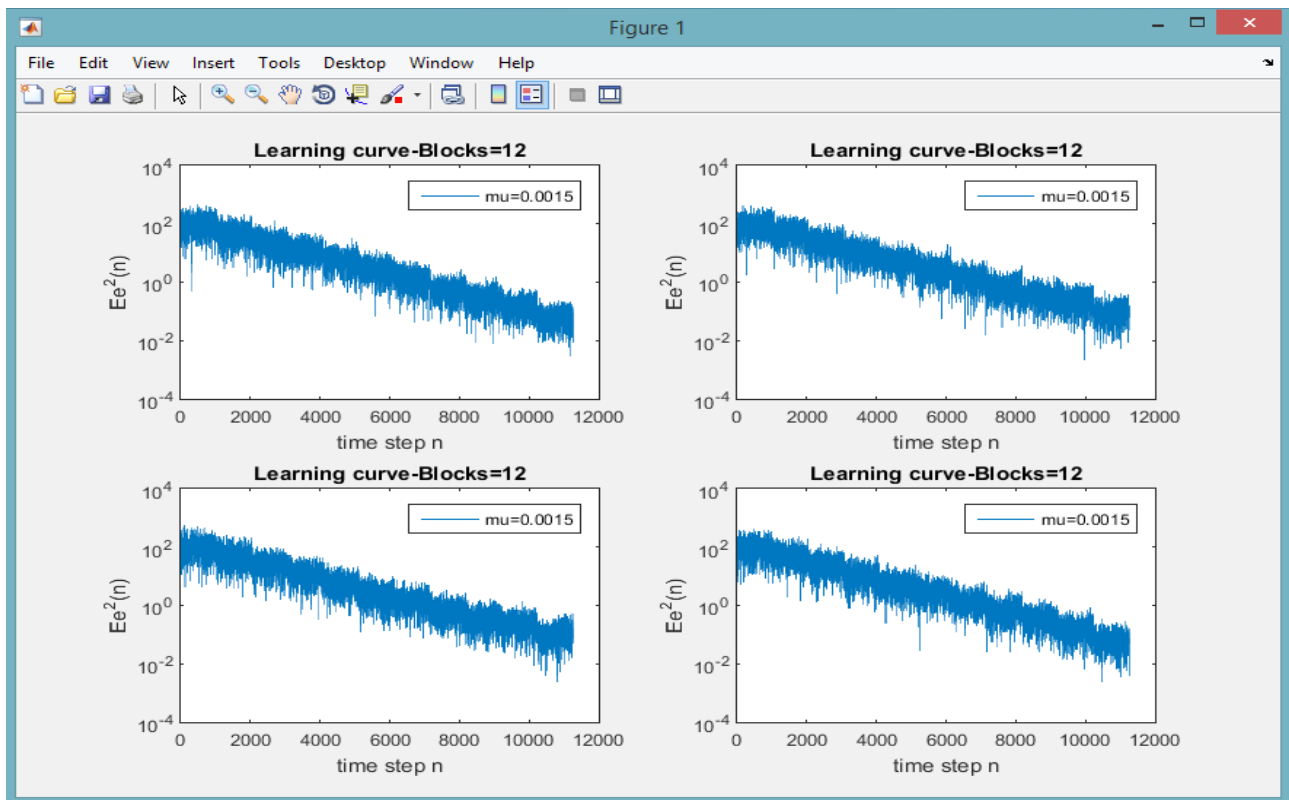 Figure 1
File Edit View Insert Tools Desktop Window Help
Learning curve-Blocks=12
10^4
10^2
10^0
10^-2
10^-4
Ee^2(n)
mu=0.0015
0 2000 4000 6000 8000 10000 12000
time step n
Learning curve-Blocks=12
10^4
10^2
10^0
10^-2
10^-4
Ee^2(n)
mu=0.0015
0 2000 4000 6000 8000 10000 12000
time step n
Learning curve-Blocks=12
10^4
10^2
10^0
10^-2
10^-4
Ee^2(n)
mu=0.0015
0 2000 4000 6000 8000 10000 12000
time step n
Learning curve-Blocks=12
10^4
10^2
10^0
10^-2
10^-4
Ee^2(n)
mu=0.0015
0 2000 4000 6000 8000 10000 12000
time step n